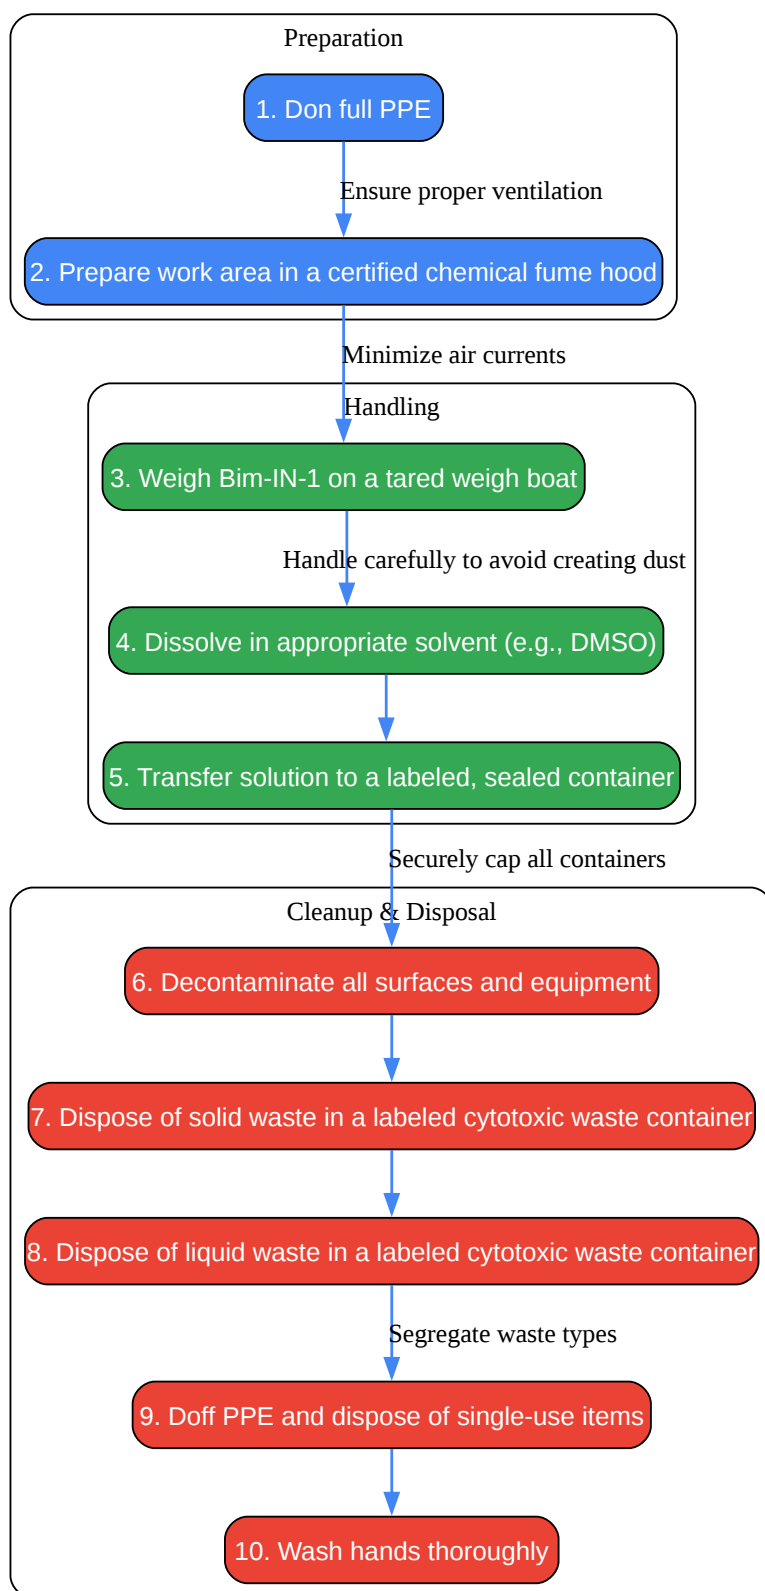 Preparation
1. Don full PPE
Ensure proper ventilation
2. Prepare work area in a certified chemical fume hood
Minimize air currents
Handling
3. Weigh Bim-IN-1 on a tared weigh boat
Handle carefully to avoid creating dust
4. Dissolve in appropriate solvent (e.g., DMSO)
5. Transfer solution to a labeled, sealed container
Securely cap all containers
Cleanup & Disposal
6. Decontaminate all surfaces and equipment
7. Dispose of solid waste in a labeled cytotoxic waste container
8. Dispose of liquid waste in a labeled cytotoxic waste container
Segregate waste types
9. Doff PPE and dispose of single-use items
10. Wash hands thoroughly